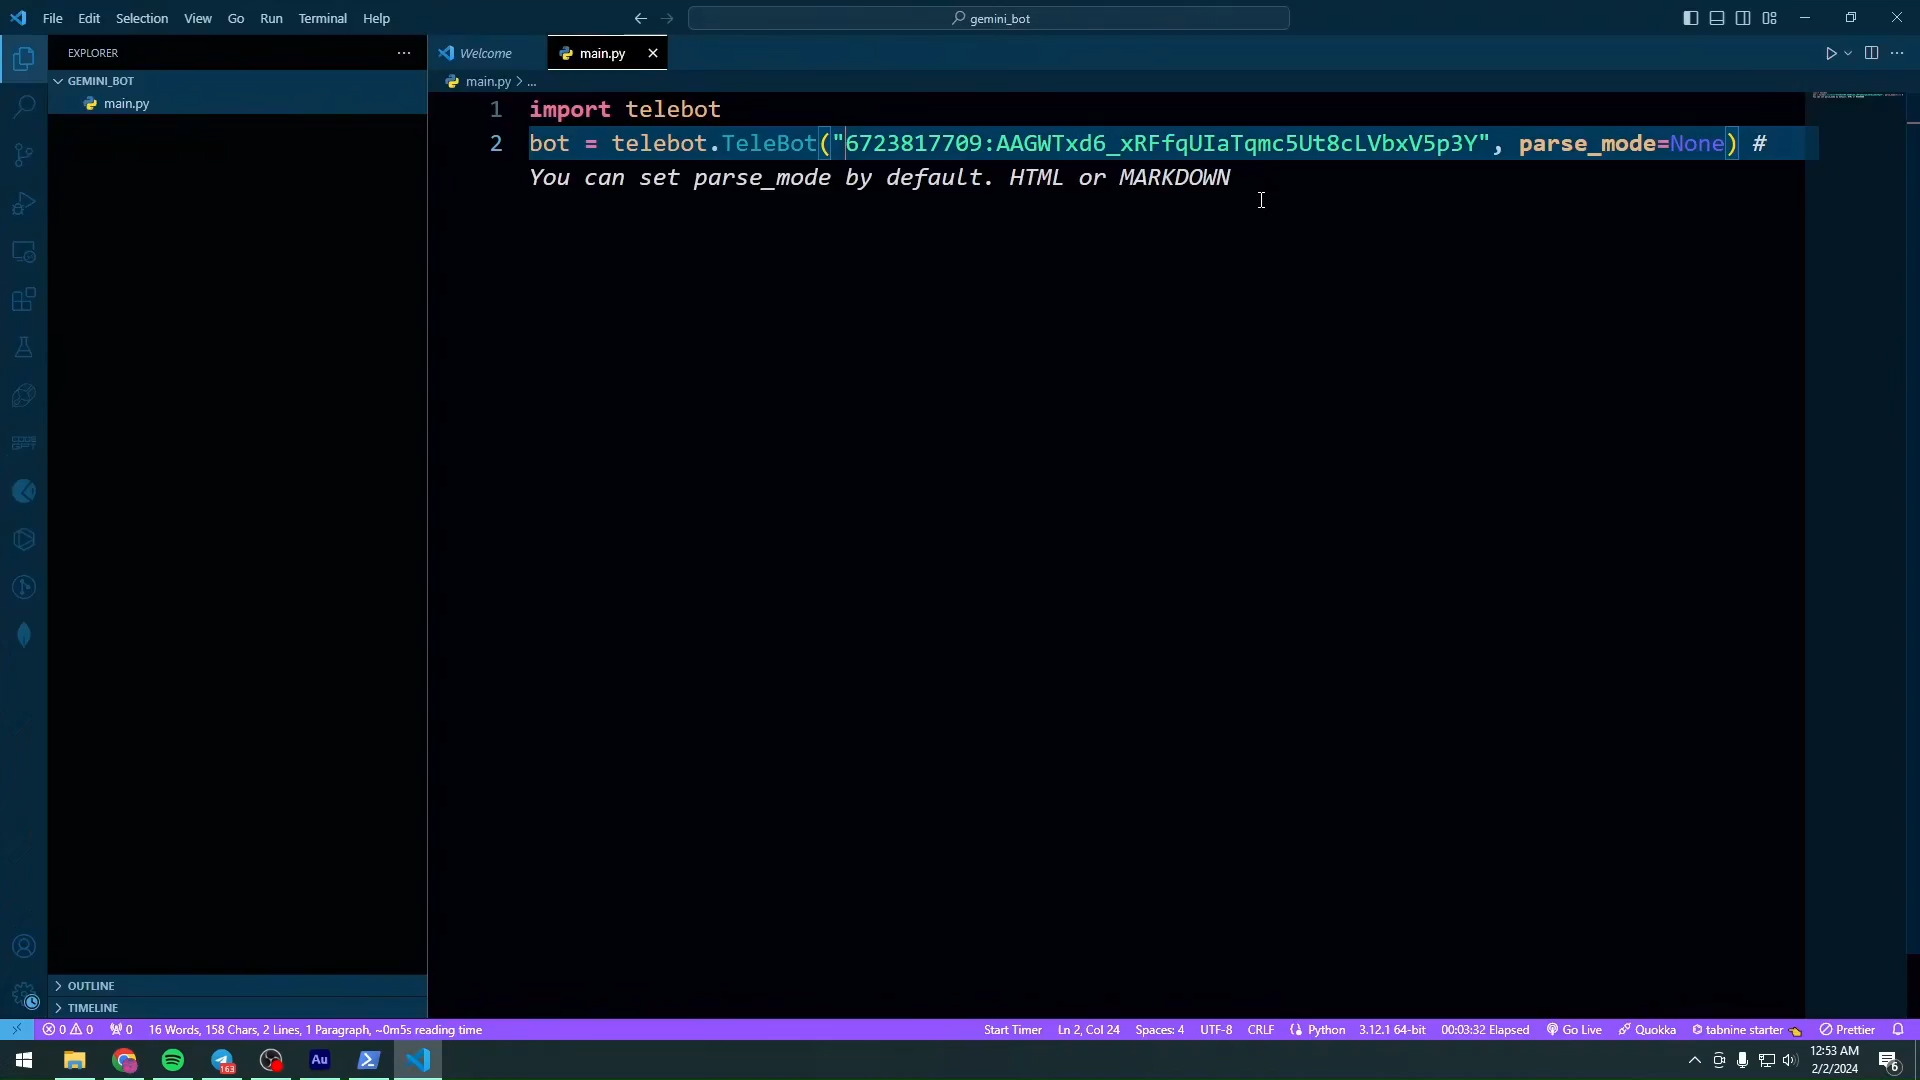 File Edit Selection View Go Run Terminal Help
gemini_bot
EXPLORER
GEMINI_BOT
main.py
Welcome
main.py
main.py > ...
1 import telebot
2 bot = telebot.TeleBot("6723817709:AAGWTxd6_xRFfqUIaTqmc5Ut8cLVbxV5p3Y", parse_mode=None) #
You can set parse_mode by default. HTML or MARKDOWN
OUTLINE
TIMELINE
0 0 0 16 Words, 158 Chars, 2 Lines, 1 Paragraph, ~0m5s reading time Start Timer Ln 2, Col 24 Spaces: 4 UTF-8 CRLF Python 3.12.1 64-bit 00:03:32 Elapsed Go Live Quokka tabnine starter Prettier
163
Au
12:53 AM
2/2/2024
6